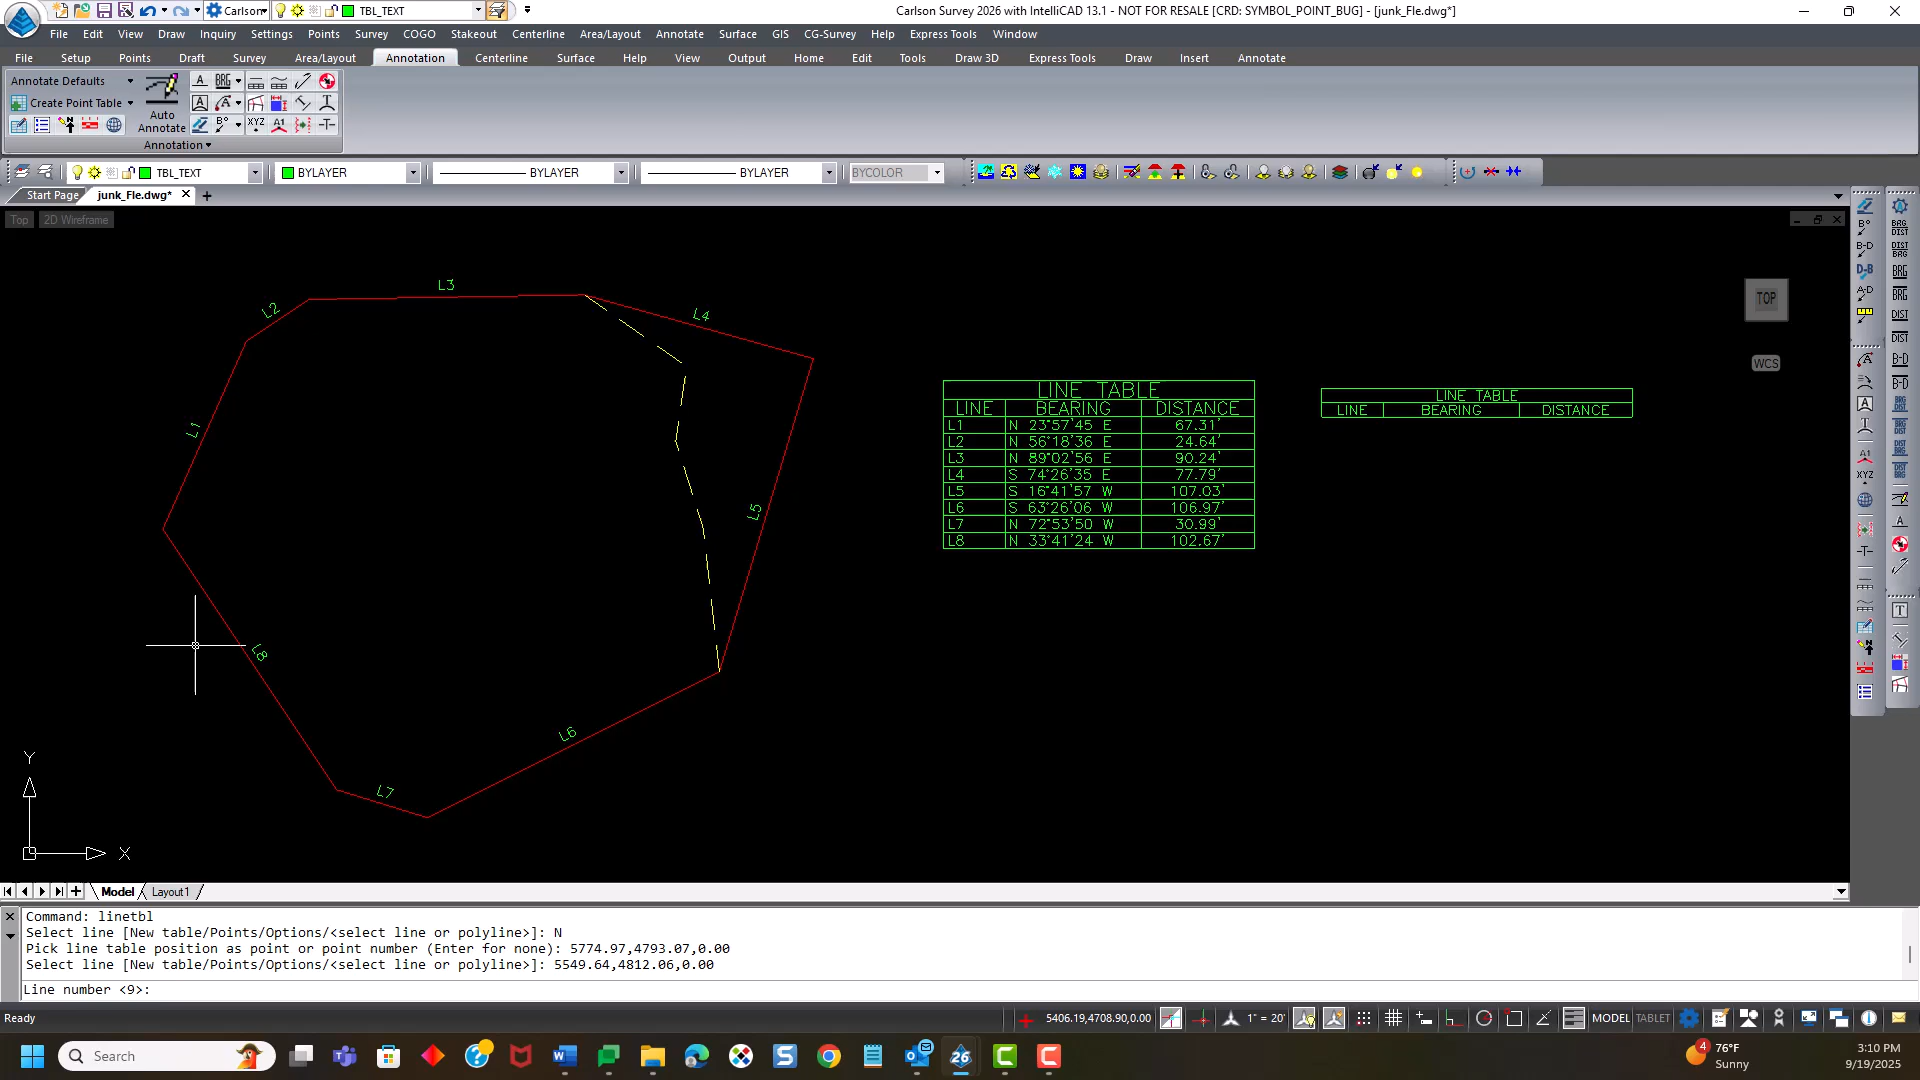 Carlson
TBL_TEXT
Carlson Survey 2026 with IntelliCAD 13.1 - NOT FOR RESALE [CRD: SYMBOL_POINT_BUG] - [junk_Fle.dwg*]
File Edit View Draw Inquiry Settings Points Survey COGO Stakeout Centerline Area/Layout Annotate Surface GIS CG-Survey Help Express Tools Window
File Setup Points Draft Survey Area/Layout Annotation Centerline Surface Help View Output Home Edit Tools Draw 3D Express Tools Draw Insert Annotate
Annotate Defaults
Create Point Table
Auto
Annotate
BRG
XYZ
A1
Annotation
TBL_TEXT
BYLAYER
BYLAYER
BYLAYER
BYCOLOR
Start Page
junk_Fle.dwg*
Top
2D Wireframe
TOP
WCS
L1
L2
L3
L4
L5
L6
L7
L8
LINE TABLE
LINE BEARING DISTANCE
L1 N 23°57'45 E 67.31'
L2 N 56°18'36 E 24.64'
L3 N 89°02'56 E 90.24'
L4 S 74°26'35 E 77.79'
L5 S 16°41'57 W 107.03'
L6 S 63°26'06 W 106.97'
L7 N 72°53'50 W 30.99'
L8 N 33°41'24 W 102.67'
LINE TABLE
LINE BEARING DISTANCE
Y
X
Model
Layout1
Command: linetbl
Select line [New table/Points/Options/<select line or polyline>]: N
Pick line table position as point or point number (Enter for none): 5774.97,4793.07,0.00
Select line [New table/Points/Options/<select line or polyline>]: 5549.64,4812.06,0.00
Line number <9>:
Ready
5406.19,4708.90,0.00
1" = 20'
MODEL
TABLET
Search
26
4
76°F
Sunny
3:10 PM
9/19/2025